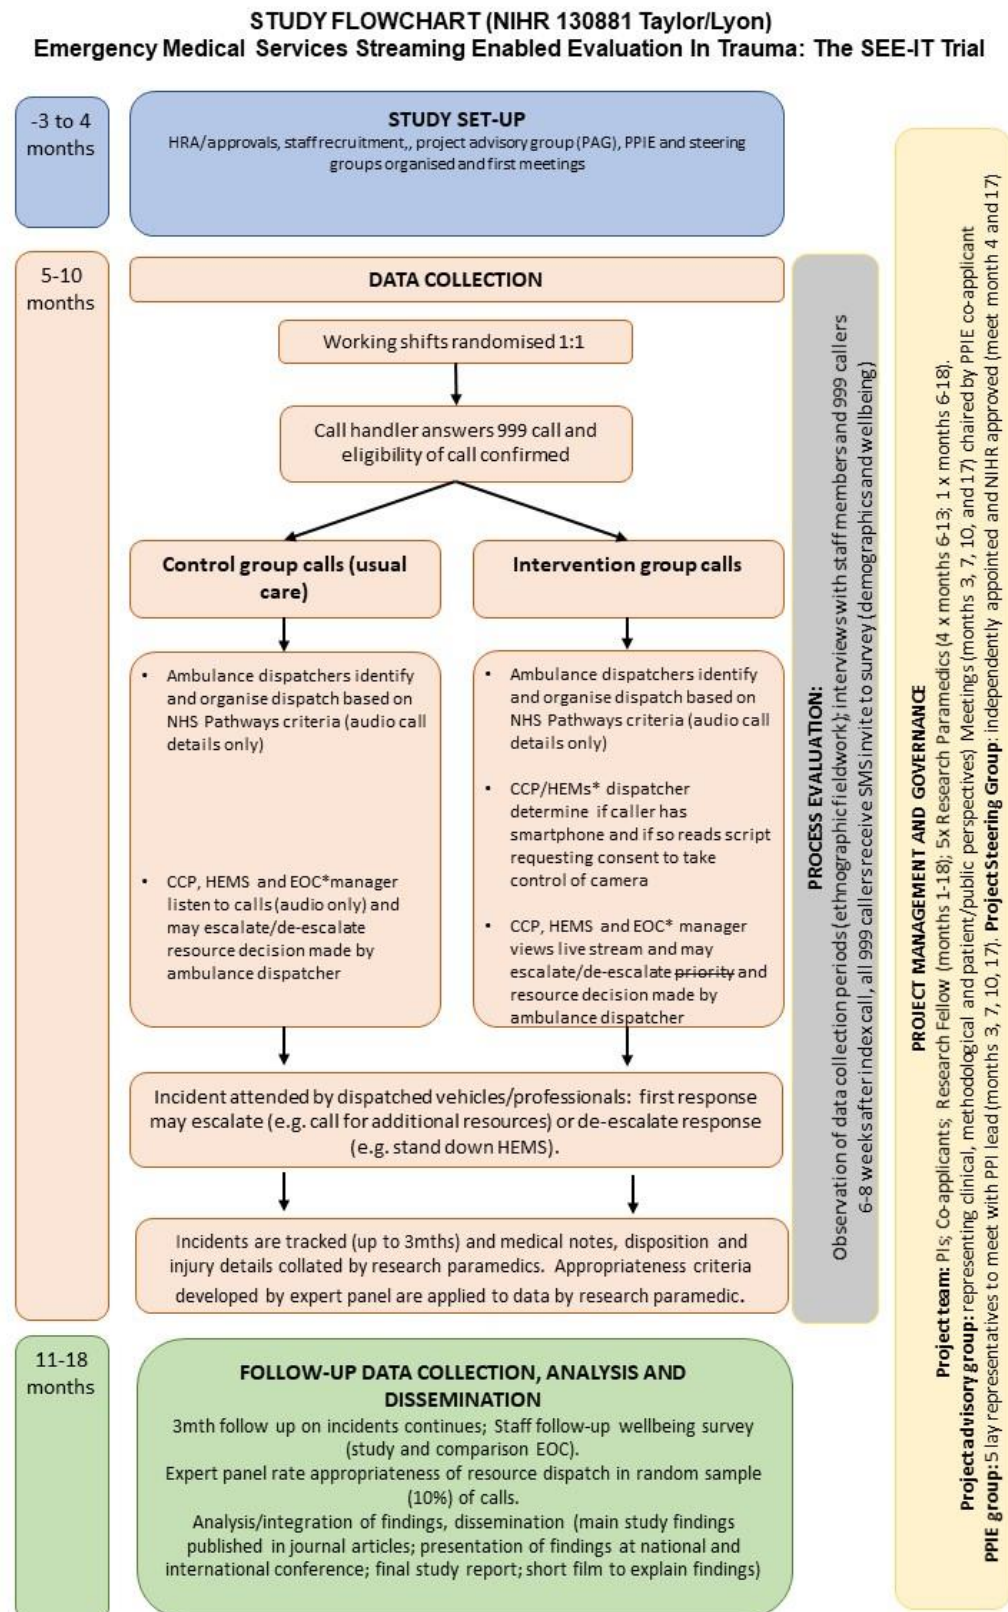 STUDY FLOWCHART (NIHR 130881 Taylor/Lyon)
Emergency Medical Services Streaming Enabled Evaluation In Trauma: The SEE-IT Trial
-3 to 4
months
STUDY SET-UP
HRA/approvals, staff recruitment,, project advisory group (PAG), PPIE and steering
groups organised and first meetings
5-10
months
DATA COLLECTION
Working shifts randomised 1:1
Call handler answers 999 call and
eligibility of call confirmed
Control group calls (usual
care)
• Ambulance dispatchers identify
and organise dispatch based on
NHS Pathways criteria (audio call
details only)
• CCP, HEMS and EOC*manager
listen to calls (audio only) and
may escalate/de-escalate
resource decision made by
ambulance dispatcher
Intervention group calls
• Ambulance dispatchers identify
and organise dispatch based on
NHS Pathways criteria (audio call
details only)
• CCP/HEMs* dispatcher
determine if caller has
smartphone and if so reads script
requesting consent to take
control of camera
• CCP, HEMS and EOC* manager
views live stream and may
escalate/de-escalate priority and
resource decision made by
ambulance dispatcher
Incident attended by dispatched vehicles/professionals: first response
may escalate (e.g. call for additional resources) or de-escalate response
(e.g. stand down HEMS).
Incidents are tracked (up to 3mths) and medical notes, disposition and
injury details collated by research paramedics. Appropriateness criteria
developed by expert panel are applied to data by research paramedic.
11-18
months
FOLLOW-UP DATA COLLECTION, ANALYSIS AND
DISSEMINATION
3mth follow up on incidents continues; Staff follow-up wellbeing survey
(study and comparison EOC).
Expert panel rate appropriateness of resource dispatch in random sample
(10%) of calls.
Analysis/integration of findings, dissemination (main study findings
published in journal articles; presentation of findings at national and
international conference; final study report; short film to explain findings)
PROCESS EVALUATION:
Observation of data collection periods (ethnographic fieldwork); interviews with staff members and 999 callers
6-8 weeks after index call, all 999 callers receive SMS invite to survey (demographics and wellbeing)
PROJECT MANAGEMENT AND GOVERNANCE
Project team: PIs; Co-applicants; Research Fellow (months 1-18); 5x Research Paramedics (4 x months 6-13; 1 x months 6-18).
Project advisory group: representing clinical, methodological and patient/public perspectives) Meetings (months 3, 7, 10, and 17) chaired by PPIE co-applicant
PPIE group: 5 lay representatives to meet with PPI lead (months 3, 7, 10, 17). Project Steering Group: independently appointed and NIHR approved (meet month 4 and 17)